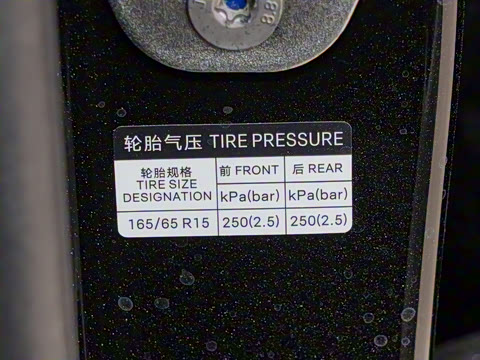 88
轮胎气压 TIRE PRESSURE
轮胎规格
TIRE SIZE
DESIGNATION
前 FRONT
后 REAR
kPa(bar)
kPa(bar)
165/65 R15
250(2.5)
250(2.5)